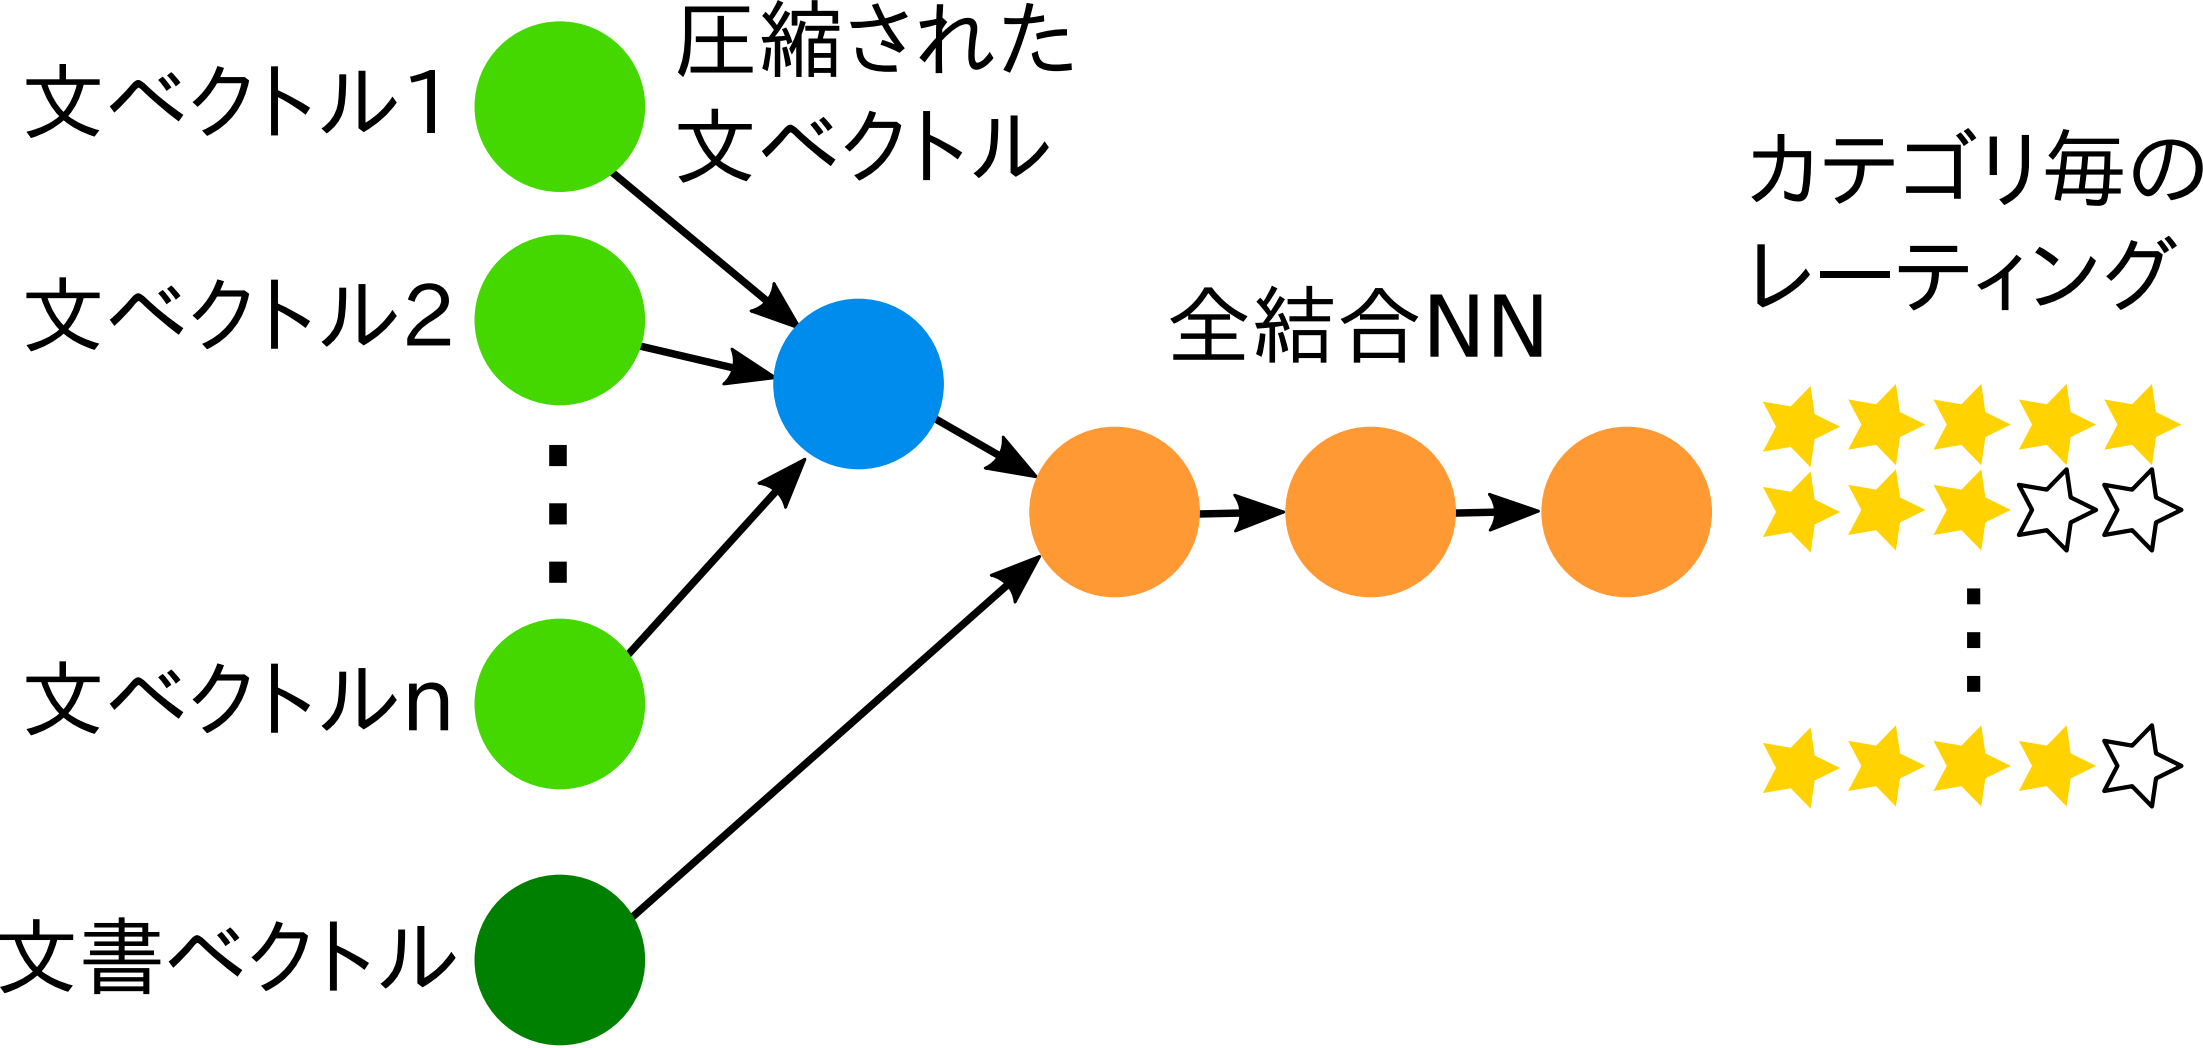 文ベクトル1
圧縮された
文ベクトル
文ベクトル2
文ベクトルn
文書ベクトル
全結合NN
カテゴリ毎の
レーティング